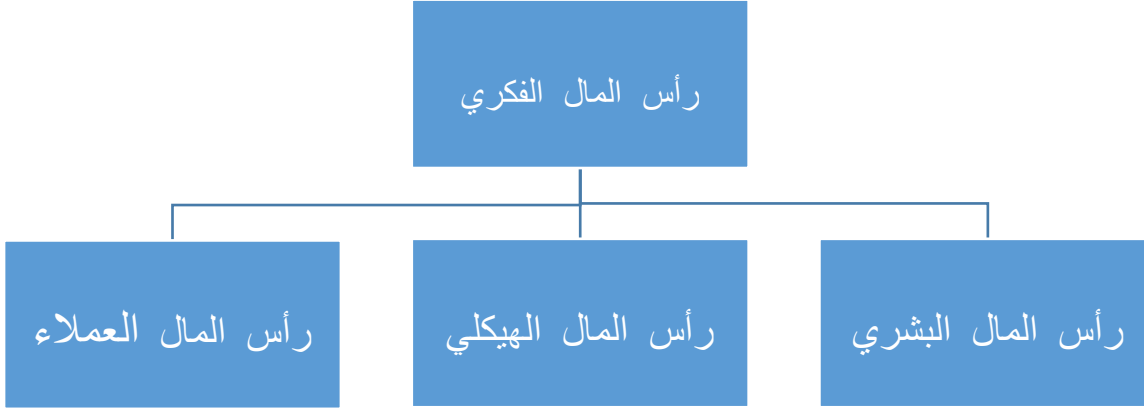 رأس المال الفكري
رأس المال البشري
رأس المال الهيكلي
رأس المال العملاء